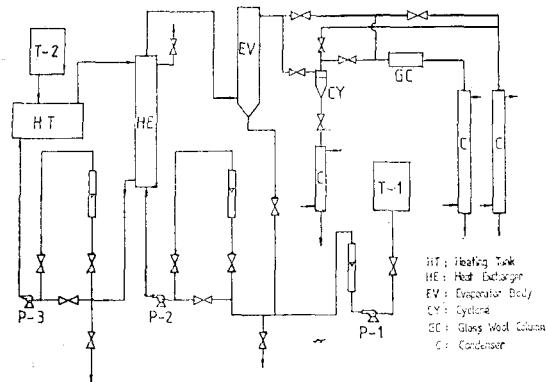 T-2
EV
HT
HE
GC
CY
C
C
C
T-1
P-3
P-2
P-1
HT : Heating Tank
HE : Heat Exchanger
EV : Evaporator Body
CY : Cyclone
GC : Glass Wool Column
C : Condenser